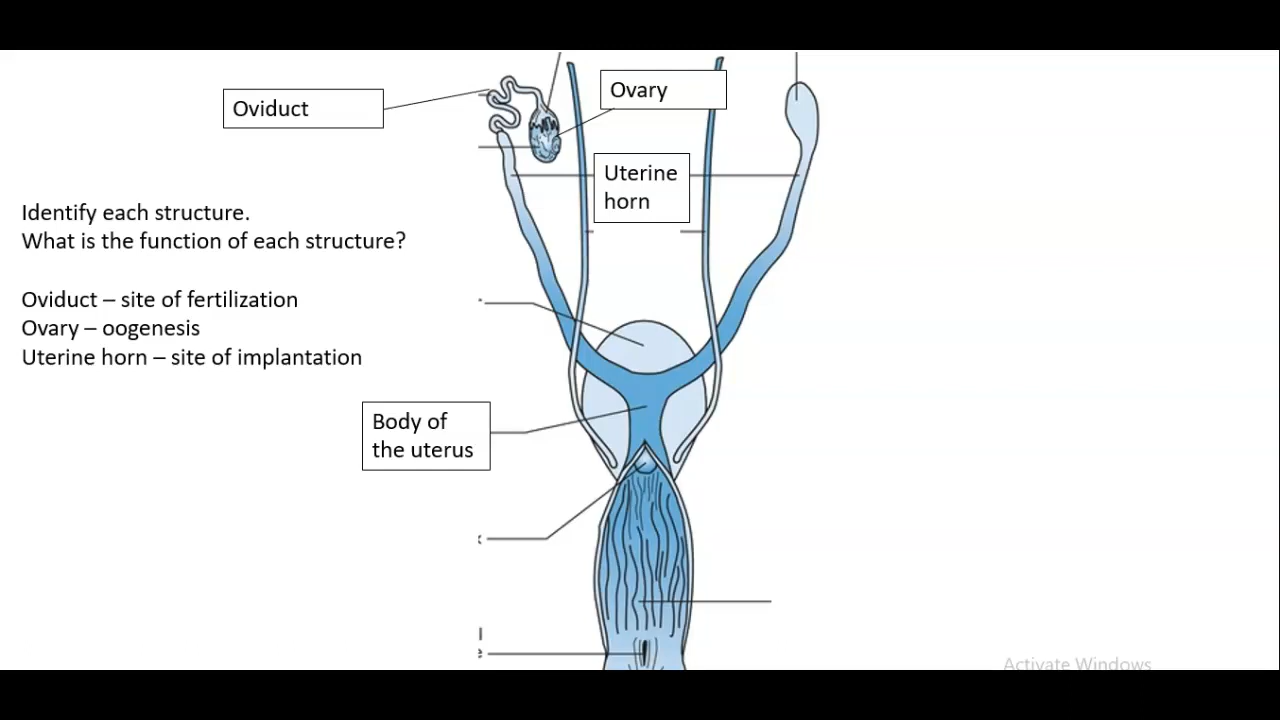 Oviduct
Ovary
Uterine
horn
Identify each structure.
What is the function of each structure?
Oviduct – site of fertilization
Ovary – oogenesis
Uterine horn – site of implantation
Body of
the uterus
Activate Windows